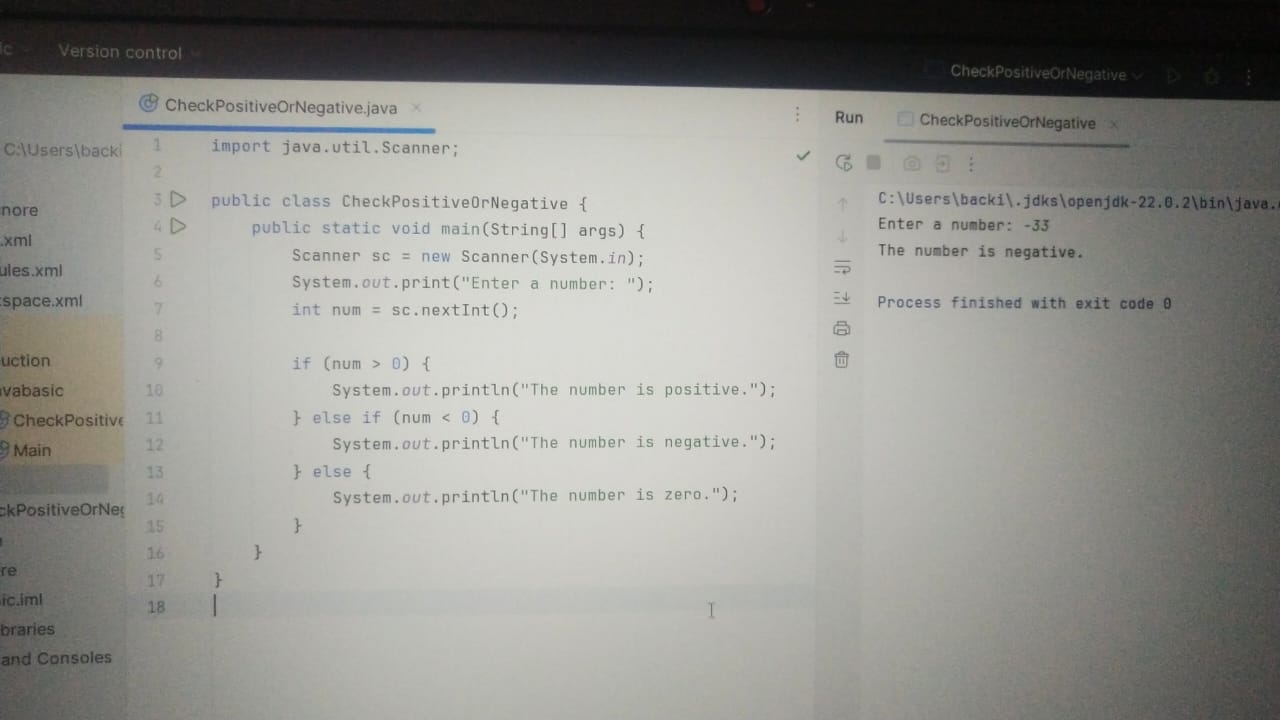 ic
Version control
CheckPositiveOrNegative
CheckPositiveOrNegative.java
Run
CheckPositiveOrNegative
C:\Users\backi
nore
.xml
ules.xml
space.xml
uction
avabasic
CheckPositive
Main
ckPositiveOrNeg
re
ic.iml
braries
and Consoles
1 import java.util.Scanner;
2
3 public class CheckPositiveOrNegative {
4 public static void main(String[] args) {
5 Scanner sc = new Scanner(System.in);
6 System.out.print("Enter a number: ");
7 int num = sc.nextInt();
8
9 if (num > 0) {
10 System.out.println("The number is positive.");
11 } else if (num < 0) {
12 System.out.println("The number is negative.");
13 } else {
14 System.out.println("The number is zero.");
15 }
16 }
17 }
18
C:\Users\backi\.jdks\openjdk-22.0.2\bin\java.
Enter a number: -33
The number is negative.
Process finished with exit code 0